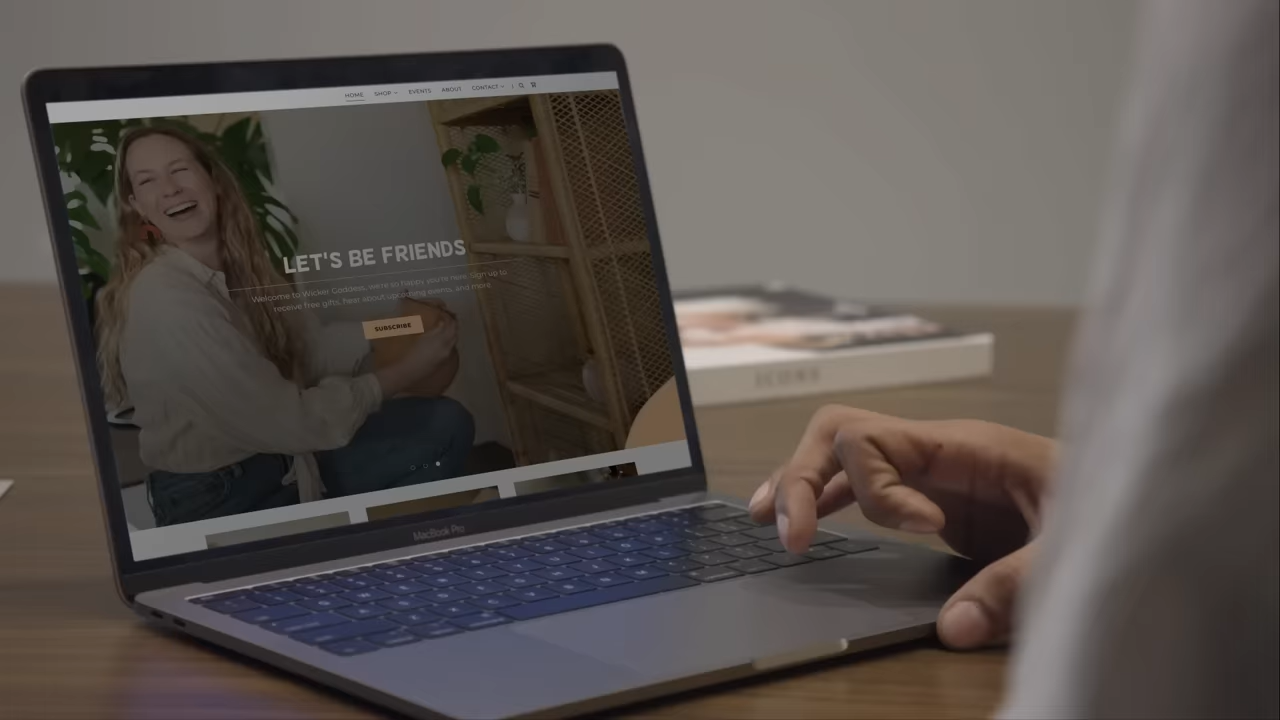 HOME SHOP EVENTS ABOUT CONTACT
LET'S BE FRIENDS
Welcome to Wicker Goddess, we're so happy you're here. Sign up to
receive free gifts, hear about upcoming events, and more.
SUBSCRIBE
MacBook Pro
ICONS